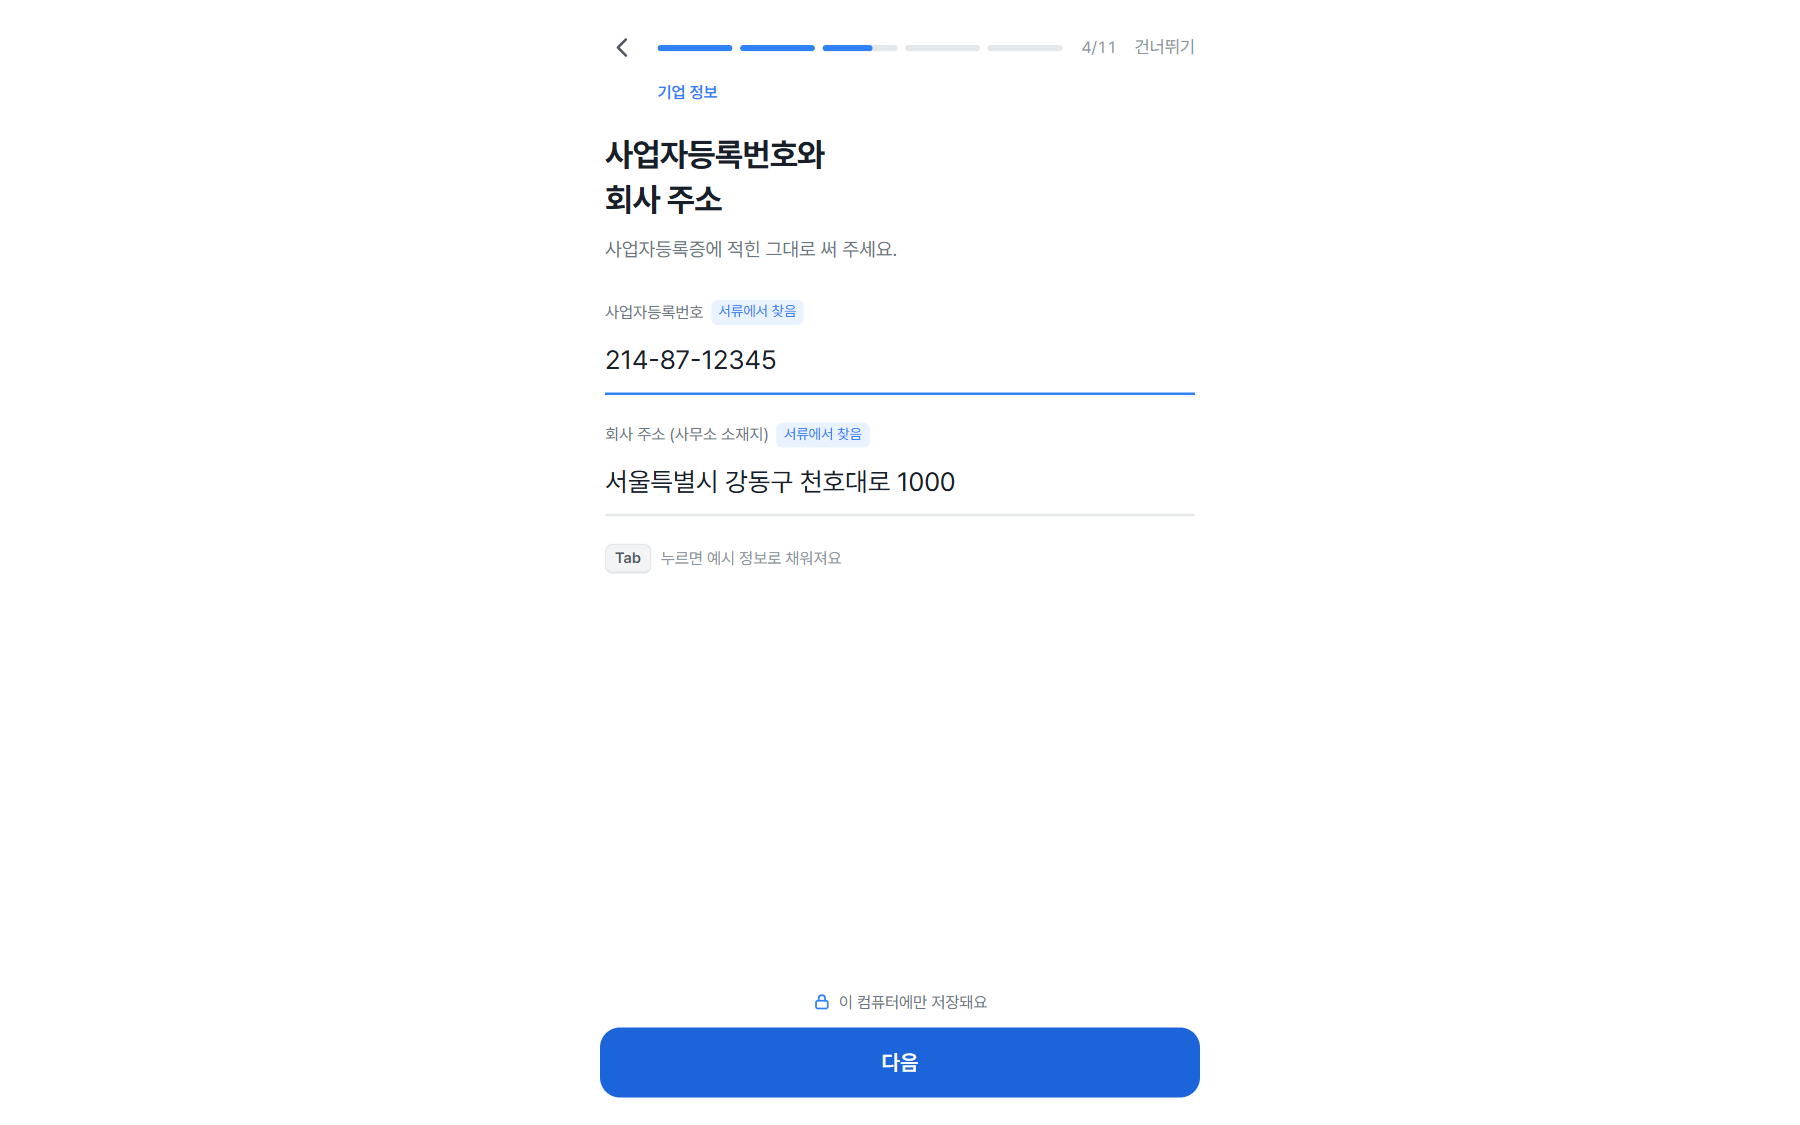 4/11 건너뛰기
기업 정보
사업자등록번호와
회사 주소
사업자등록증에 적힌 그대로 써 주세요.
사업자등록번호 서류에서 찾음
214-87-12345
회사 주소 (사무소 소재지) 서류에서 찾음
서울특별시 강동구 천호대로 1000
Tab 누르면 예시 정보로 채워져요
이 컴퓨터에만 저장돼요
다음